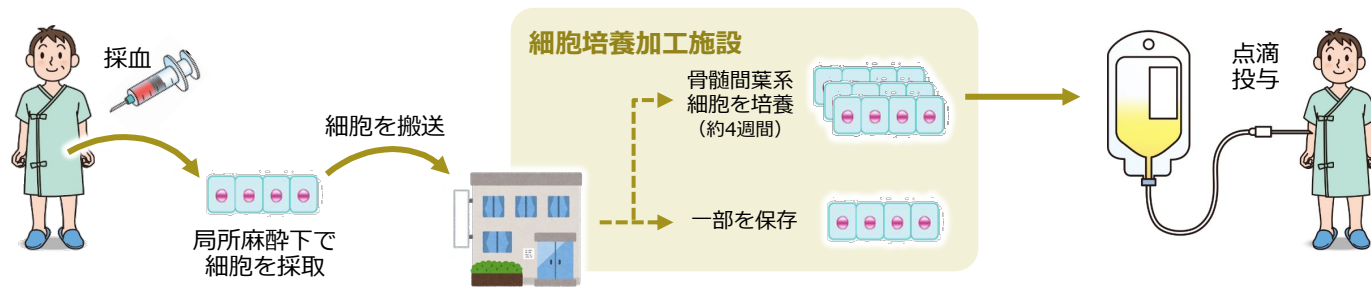 採血
局所麻酔下で
細胞を採取
細胞を搬送
細胞培養加工施設
骨髄間葉系
細胞を培養
（約4週間）
一部を保存
点滴
投与